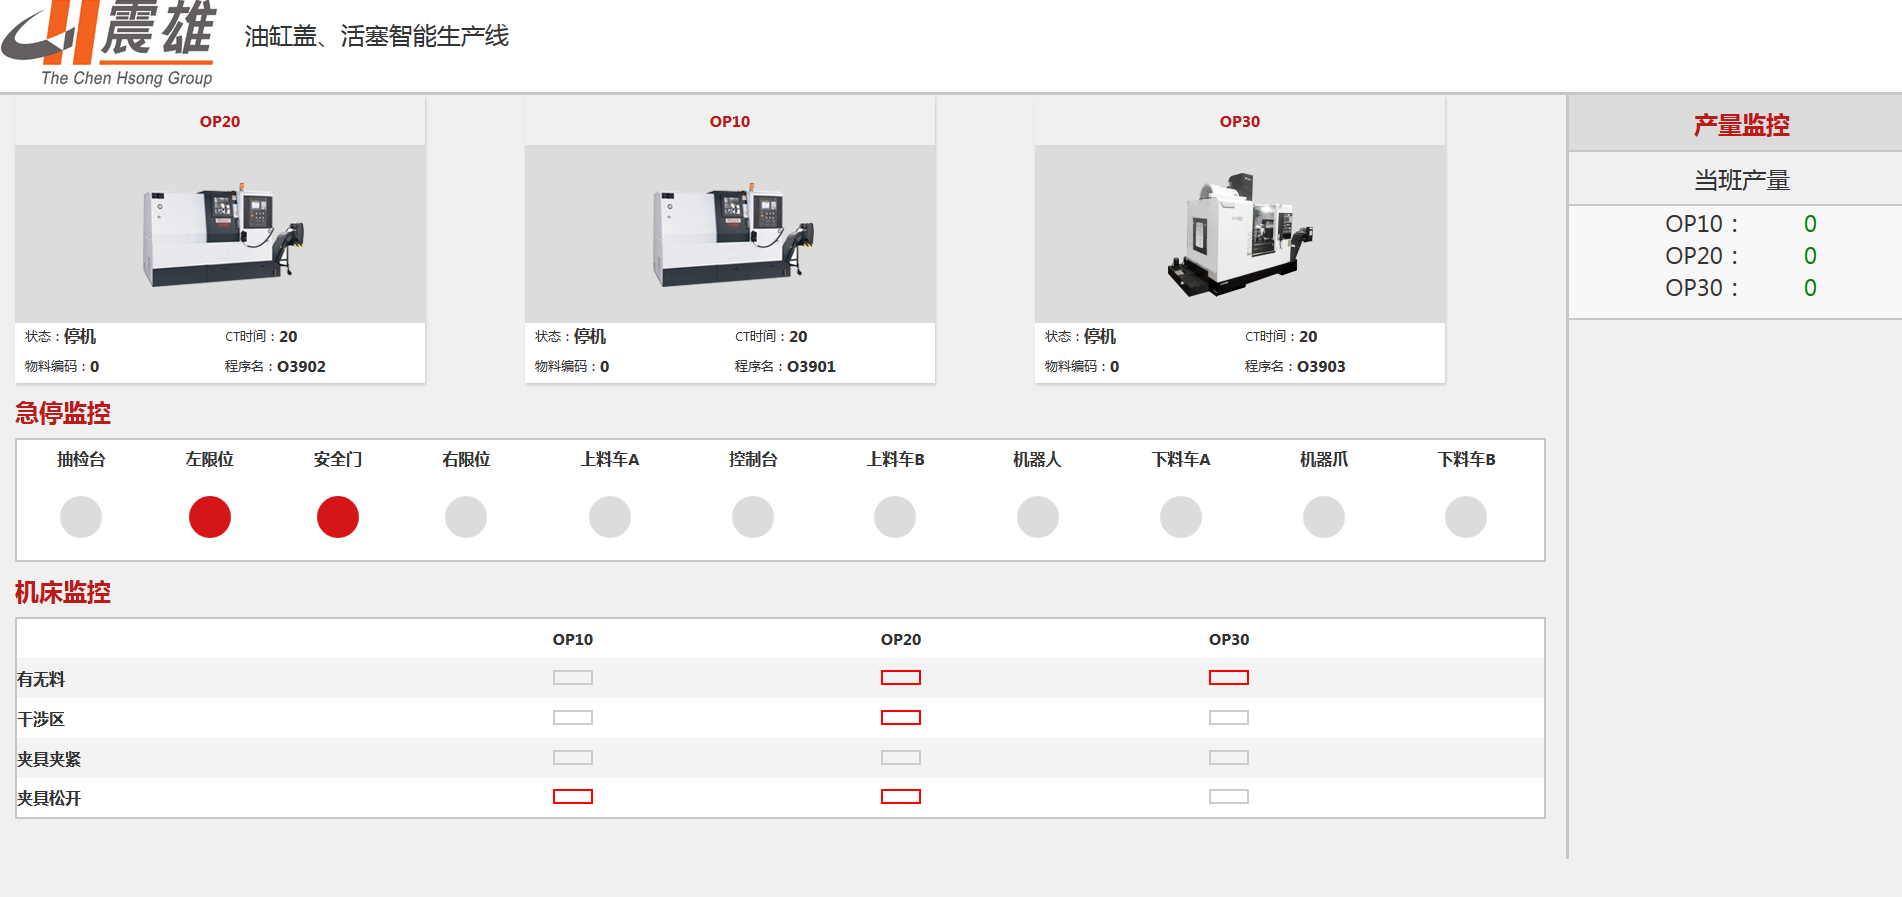 震雄
The Chen Hsong Group
油缸盖、活塞智能生产线
OP20
状态：停机
CT时间：20
物料编码：0
程序名：O3902
OP10
状态：停机
CT时间：20
物料编码：0
程序名：O3901
OP30
状态：停机
CT时间：20
物料编码：0
程序名：O3903
急停监控
抽检台 左限位 安全门 右限位 上料车A 控制台 上料车B 机器人 下料车A 机器爪 下料车B
机床监控
OP10 OP20 OP30
有无料
干涉区
夹具夹紧
夹具松开
产量监控
当班产量
OP10： 0
OP20： 0
OP30： 0